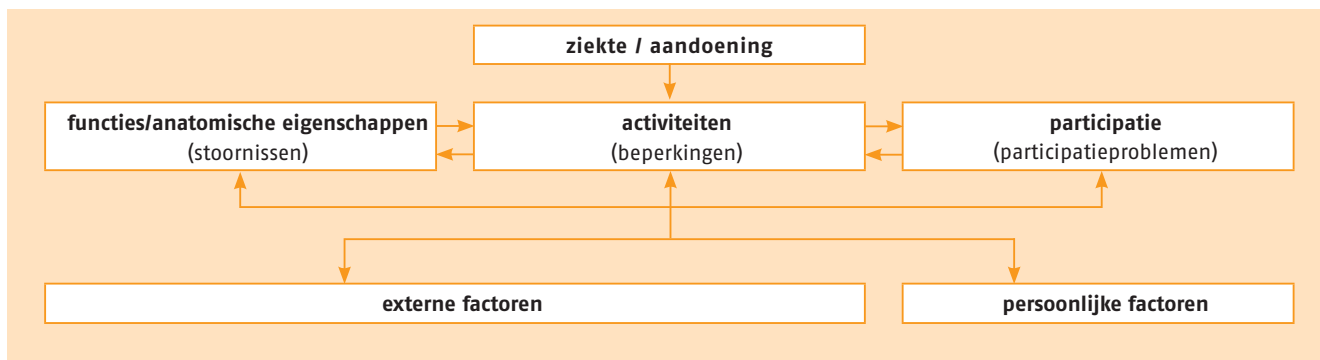 ziekte / aandoening
functies/anatomische eigenschappen
(stoornissen)
activiteiten
(beperkingen)
participatie
(participatieproblemen)
externe factoren
persoonlijke factoren